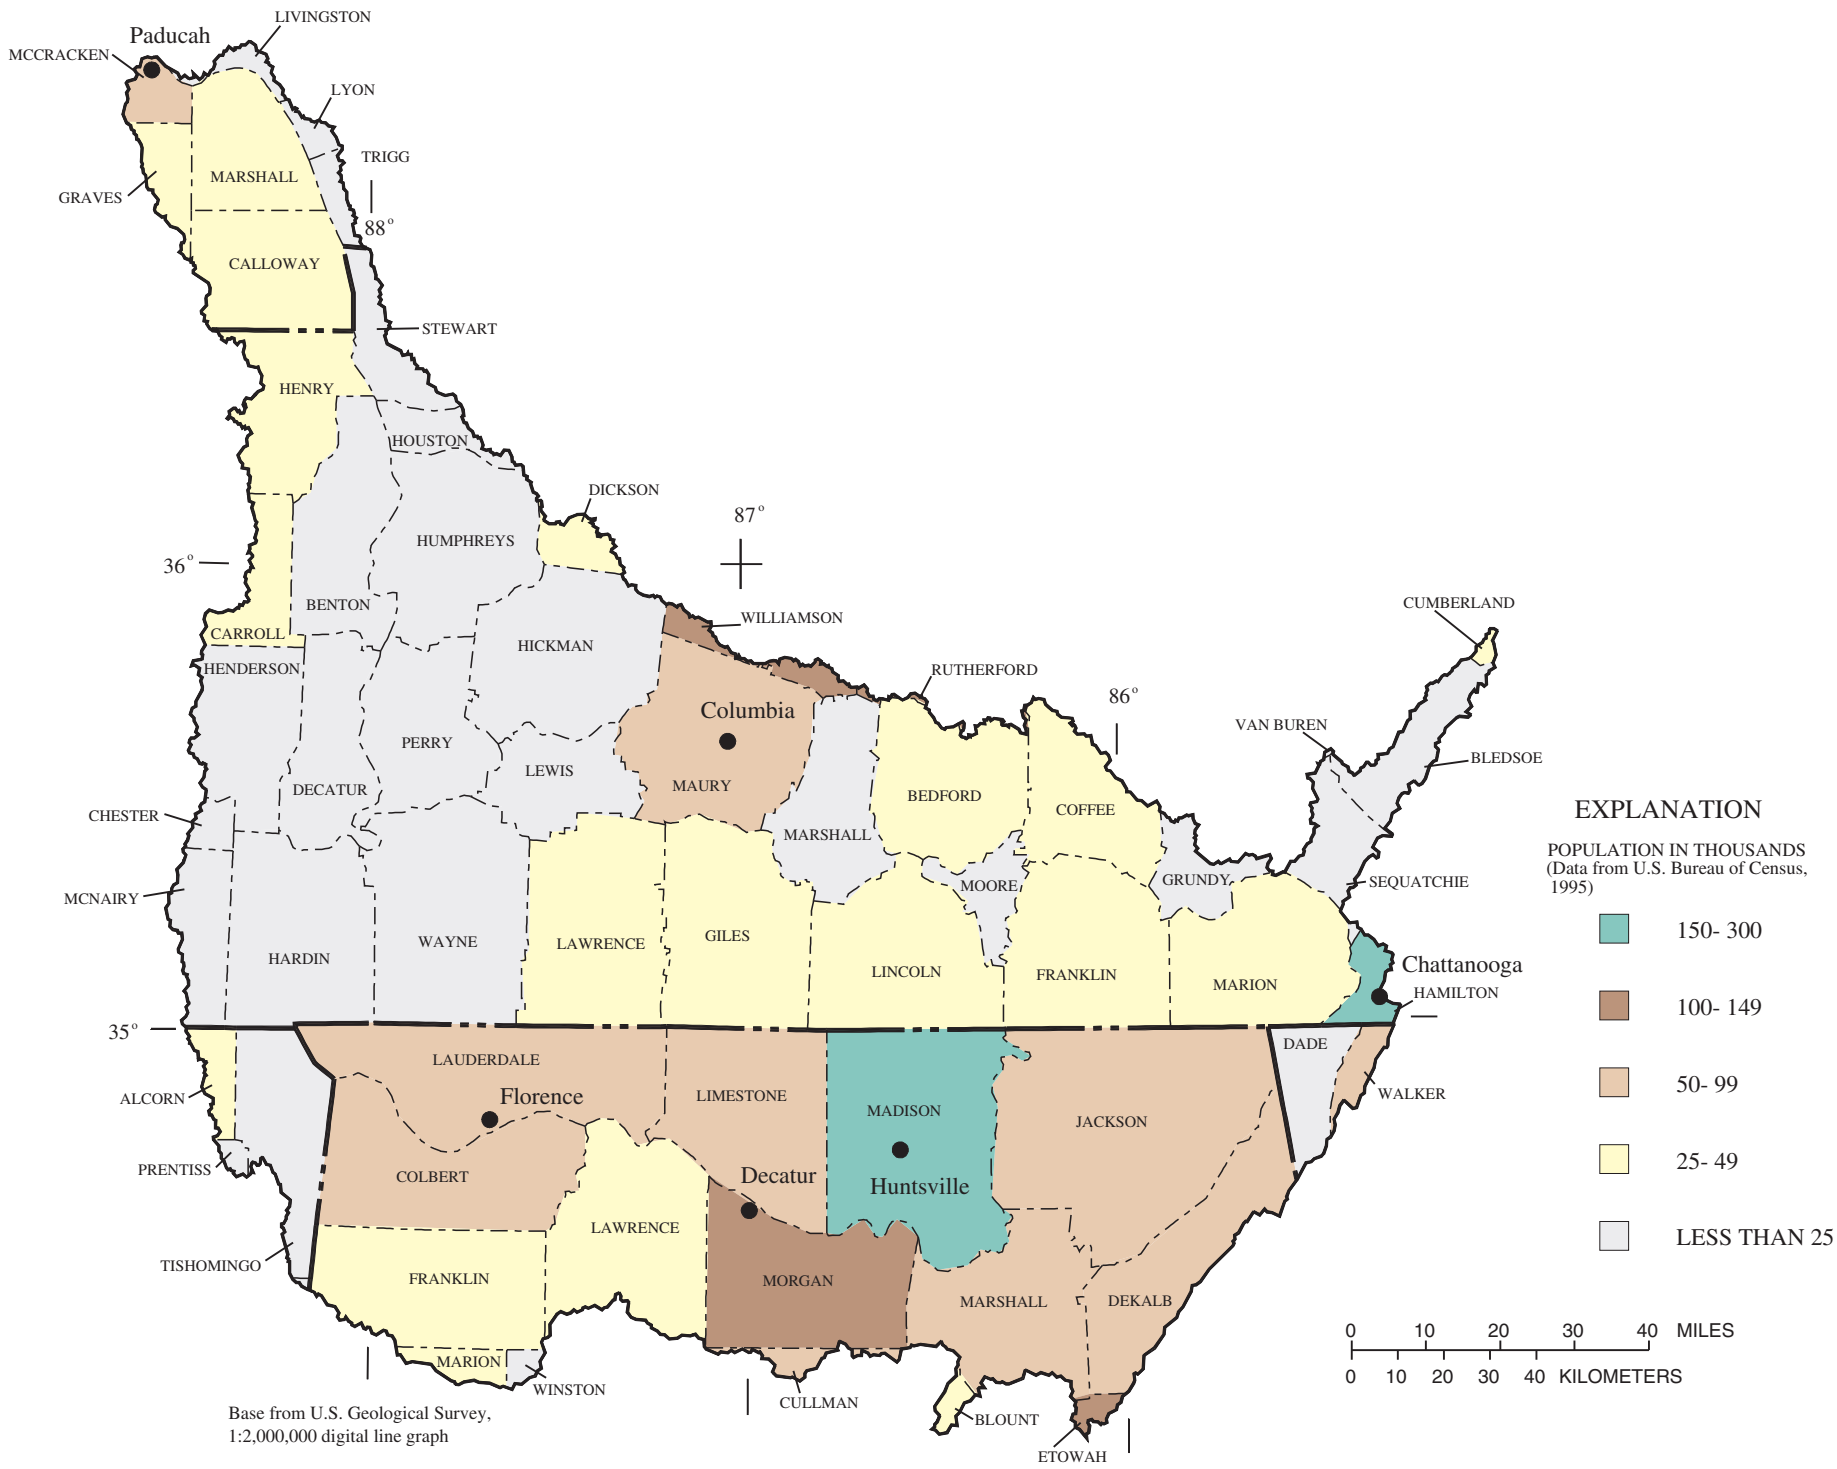 LIVINGSTON
Paducah
MCCRACKEN
LYON
TRIGG
MARSHALL
GRAVES
88°
CALLOWAY
STEWART
HENRY
HOUSTON
DICKSON
87°
HUMPHREYS
36°
BENTON
CUMBERLAND
WILLIAMSON
CARROLL
HICKMAN
HENDERSON
RUTHERFORD
86°
Columbia
VAN BUREN
PERRY
BLEDSOE
LEWIS
MAURY
DECATUR
BEDFORD
COFFEE
CHESTER
MARSHALL
EXPLANATION
POPULATION IN THOUSANDS
(Data from U.S. Bureau of Census,
1995)
GRUNDY
SEQUATCHIE
MOORE
MCNAIRY
150- 300
GILES
WAYNE
LAWRENCE
HARDIN
Chattanooga
LINCOLN
FRANKLIN
MARION
HAMILTON
100- 149
35°
DADE
LAUDERDALE
50- 99
Florence
LIMESTONE
WALKER
ALCORN
MADISON
JACKSON
25- 49
PRENTISS
COLBERT
Decatur
Huntsville
LAWRENCE
LESS THAN 25
TISHOMINGO
FRANKLIN
MORGAN
MARSHALL
DEKALB
0 10 20 30 40 MILES
0 10 20 30 40 KILOMETERS
MARION
WINSTON
CULLMAN
BLOUNT
ETOWAH
Base from U.S. Geological Survey,
1:2,000,000 digital line graph